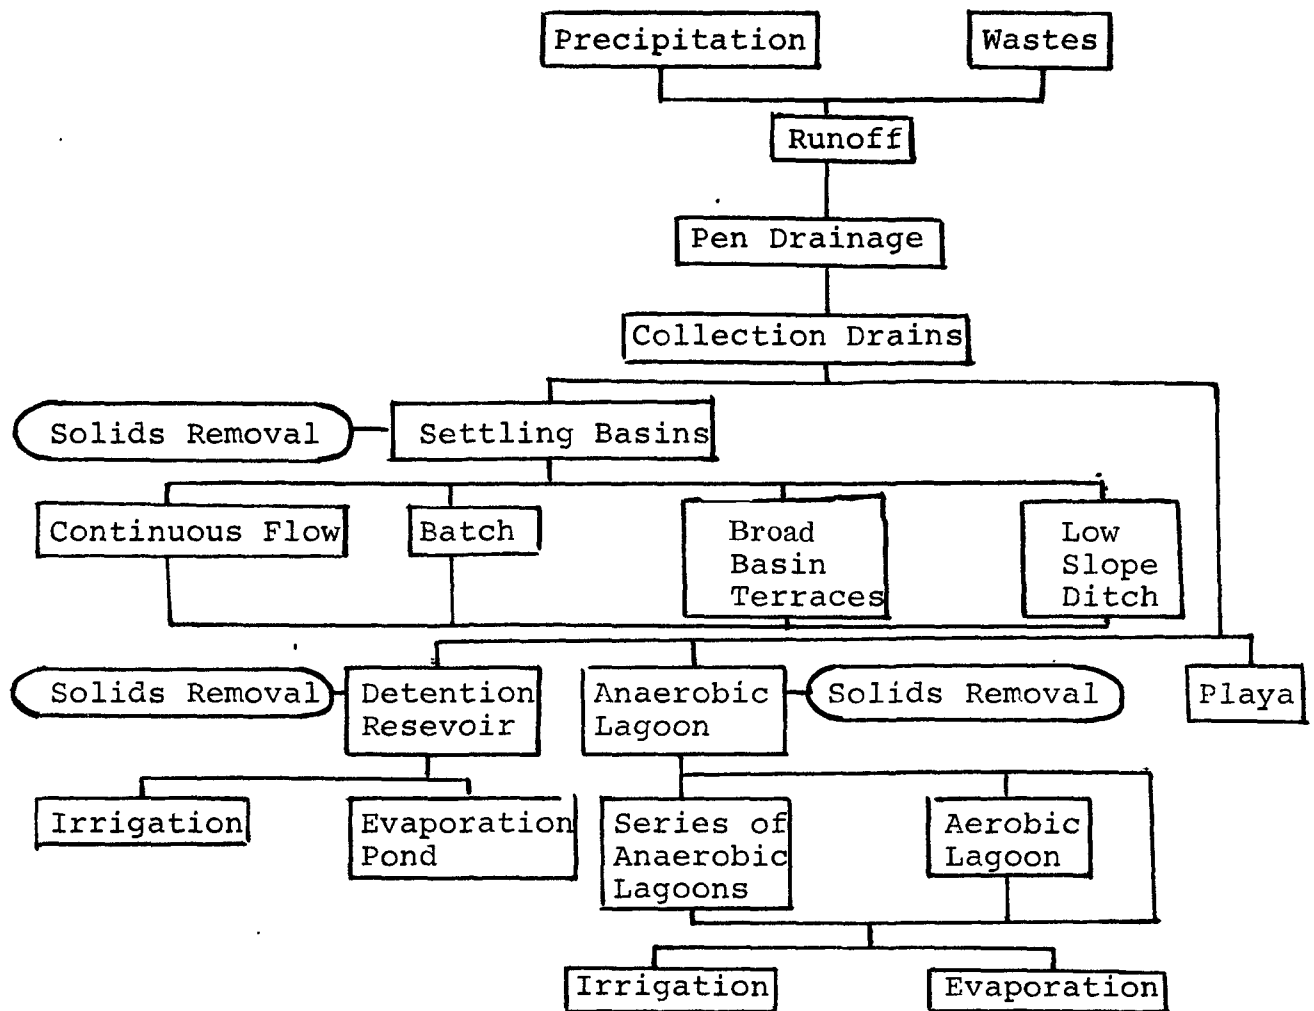 Precipitation
Wastes
Runoff
Pen Drainage
Collection Drains
Solids Removal
Settling Basins
Continuous Flow
Batch
Broad
Basin
Terraces
Low
Slope
Ditch
Solids Removal
Detention
Resevoir
Anaerobic
Lagoon
Solids Removal
Playa
Irrigation
Evaporation
Pond
Series of
Anaerobic
Lagoons
Aerobic
Lagoon
Irrigation
Evaporation